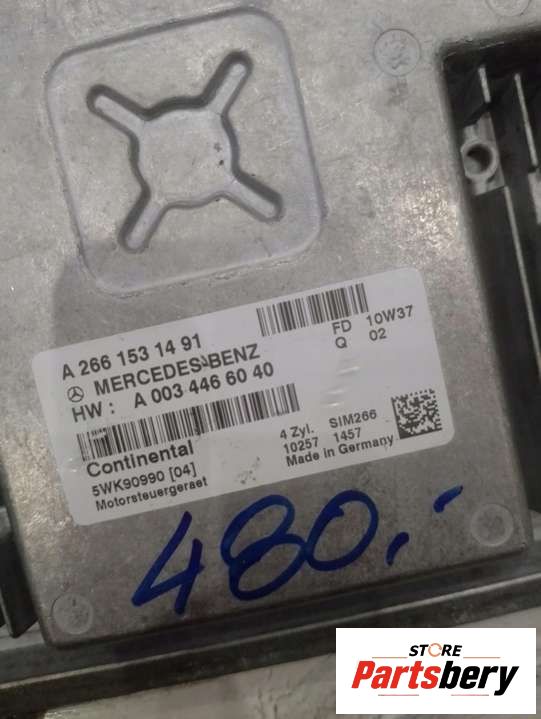 A 266 153 14 91
MERCEDES-BENZ
HW : A 003 446 60 40
FD 10W37
Q 02
Continental
5WK90990 [04]
Motorsteuergeraet
4 Zyl. SIM266
10257 1457
Made in Germany
480,-
STORE
Partsbery